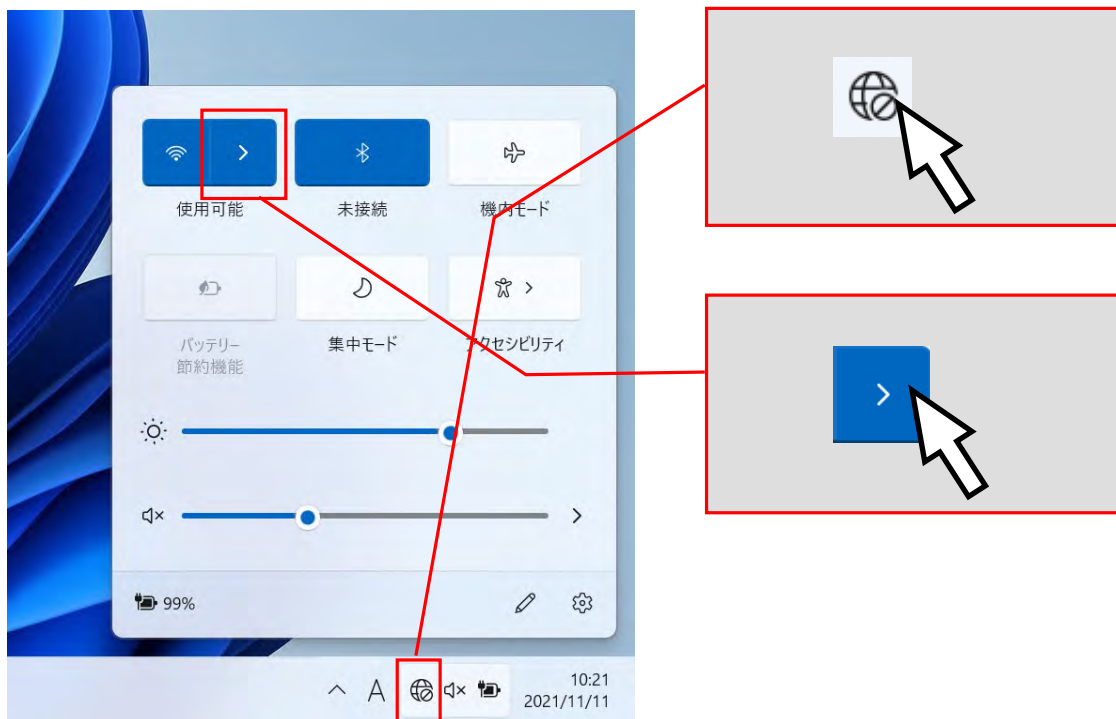 使用可能
未接続
機内モード
バッテリー
節約機能
集中モード
アクセシビリティ
99%
A
10:21
2021/11/11